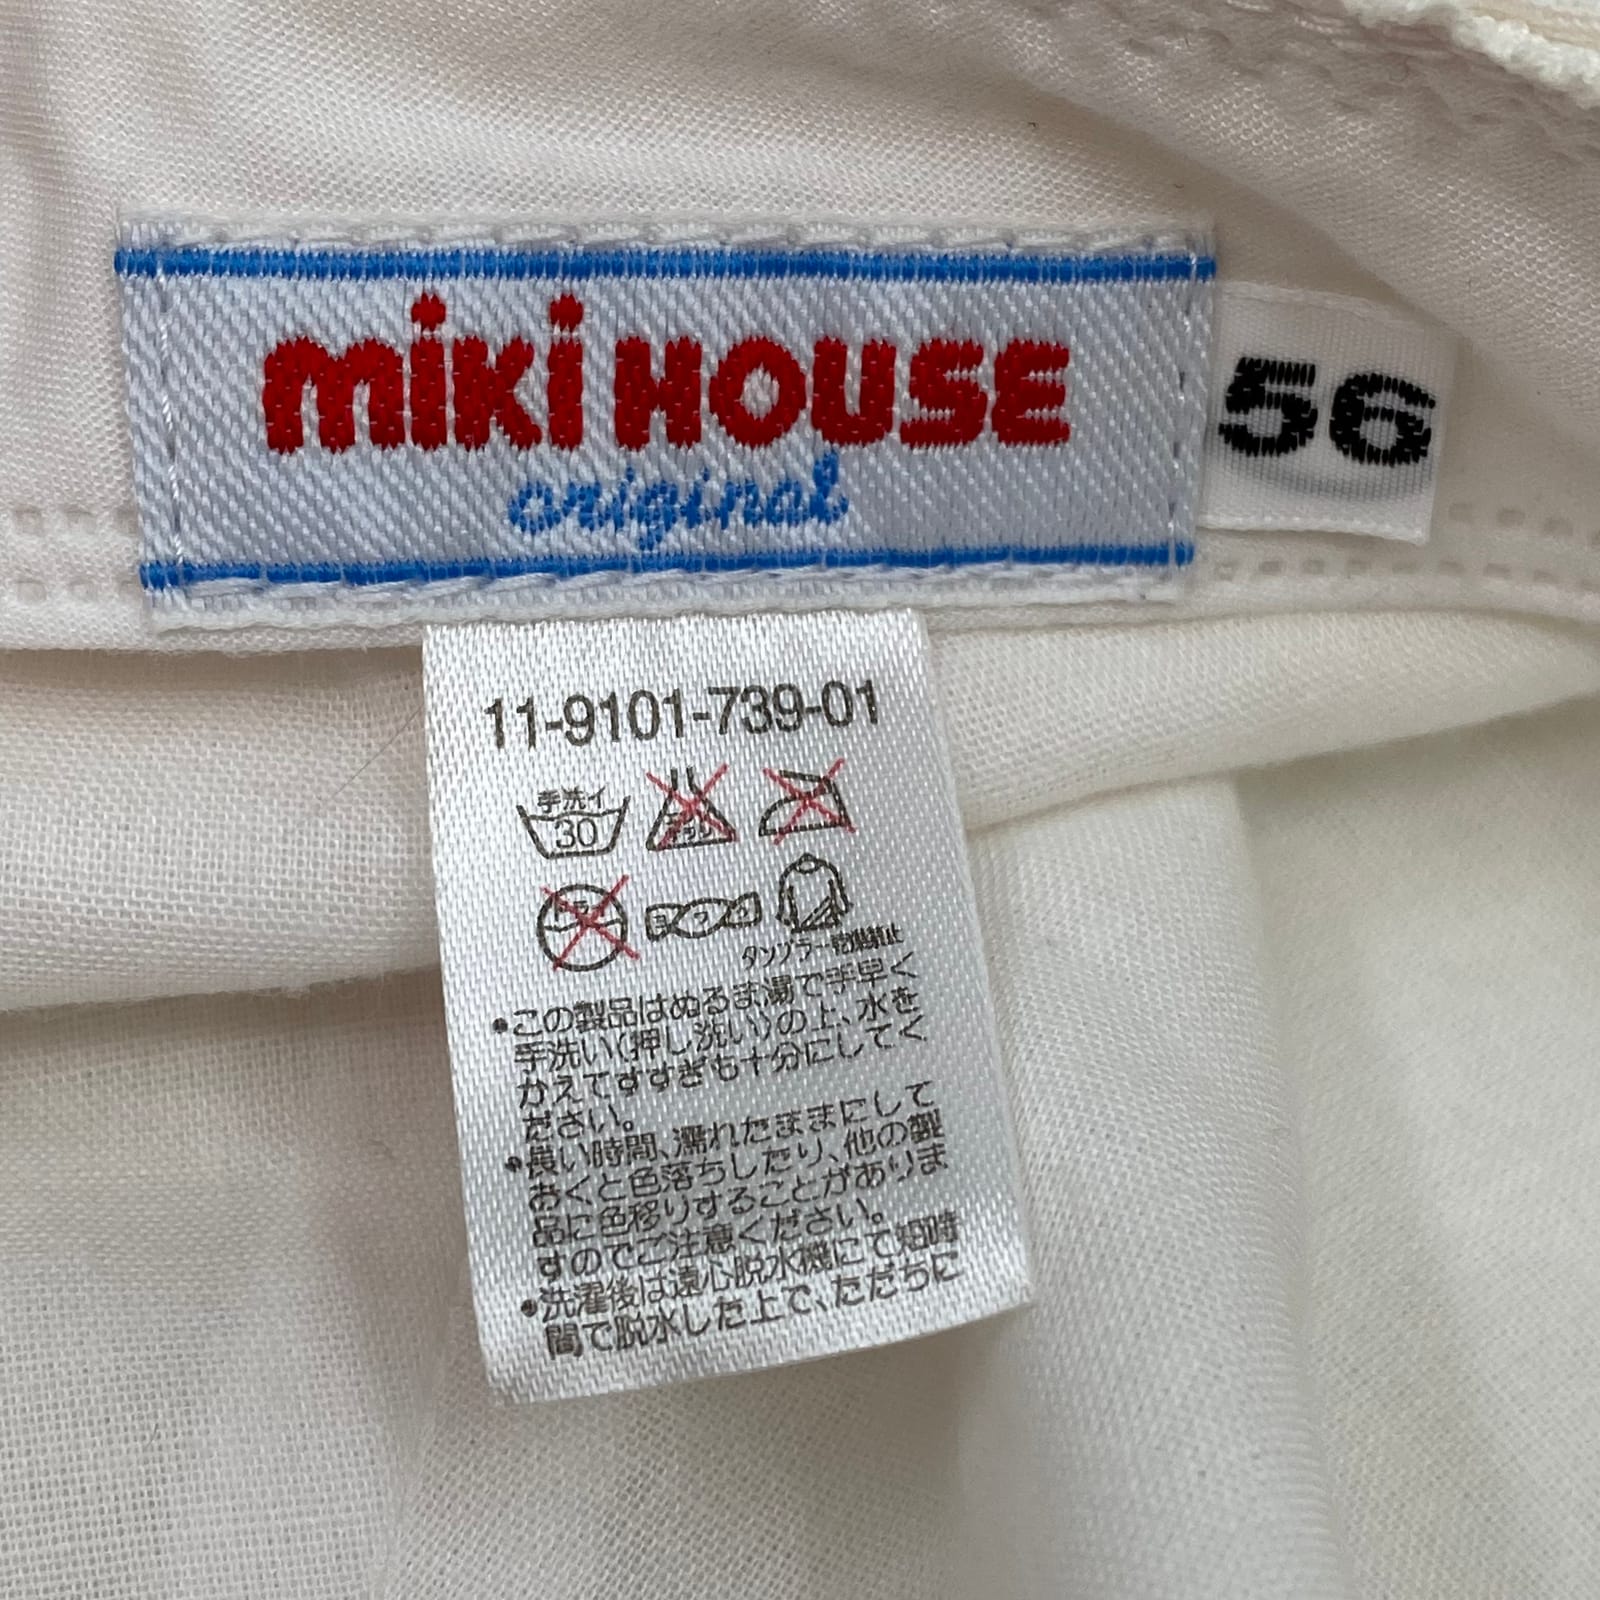 miKi HOUSE
original
56
11-9101-739-01
手洗イ
30
ドライ
ヨワク
タンブラー乾燥禁止
・この製品はぬるま湯で手早く
手洗い(押し洗い)の上、水を
かえてすすぎも十分にしてく
ださい。
・長い時間、濡れたままにして
おくと色落ちしたり、他の製
品に色移りすることがありま
すのでご注意ください。
・洗濯後は遠心脱水機にて短時
間で脱水した上で、ただちに